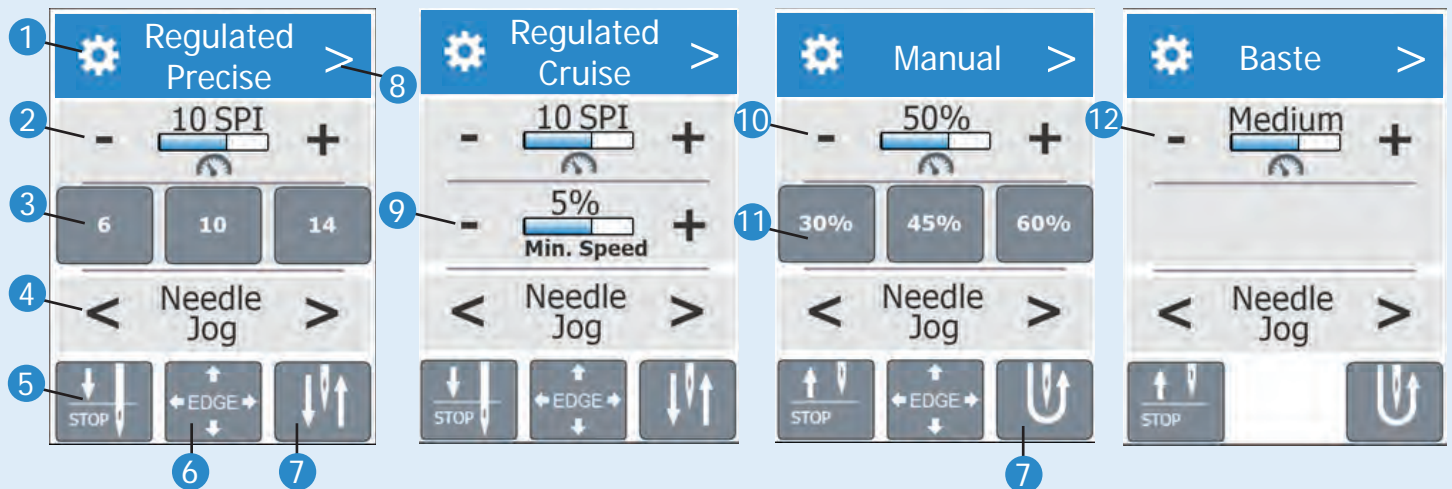 1
Regulated
Precise
>
8
2
-
10 SPI
+
3
6
10
14
4
<
Needle
Jog
>
5
STOP
EDGE
6
7
Regulated
Cruise
>
-
10 SPI
+
9
-
5%
+
Min. Speed
<
Needle
Jog
>
STOP
EDGE
Manual
>
10
-
50%
+
11
30%
45%
60%
<
Needle
Jog
>
STOP
EDGE
7
Baste
>
12
-
Medium
+
<
Needle
Jog
>
STOP